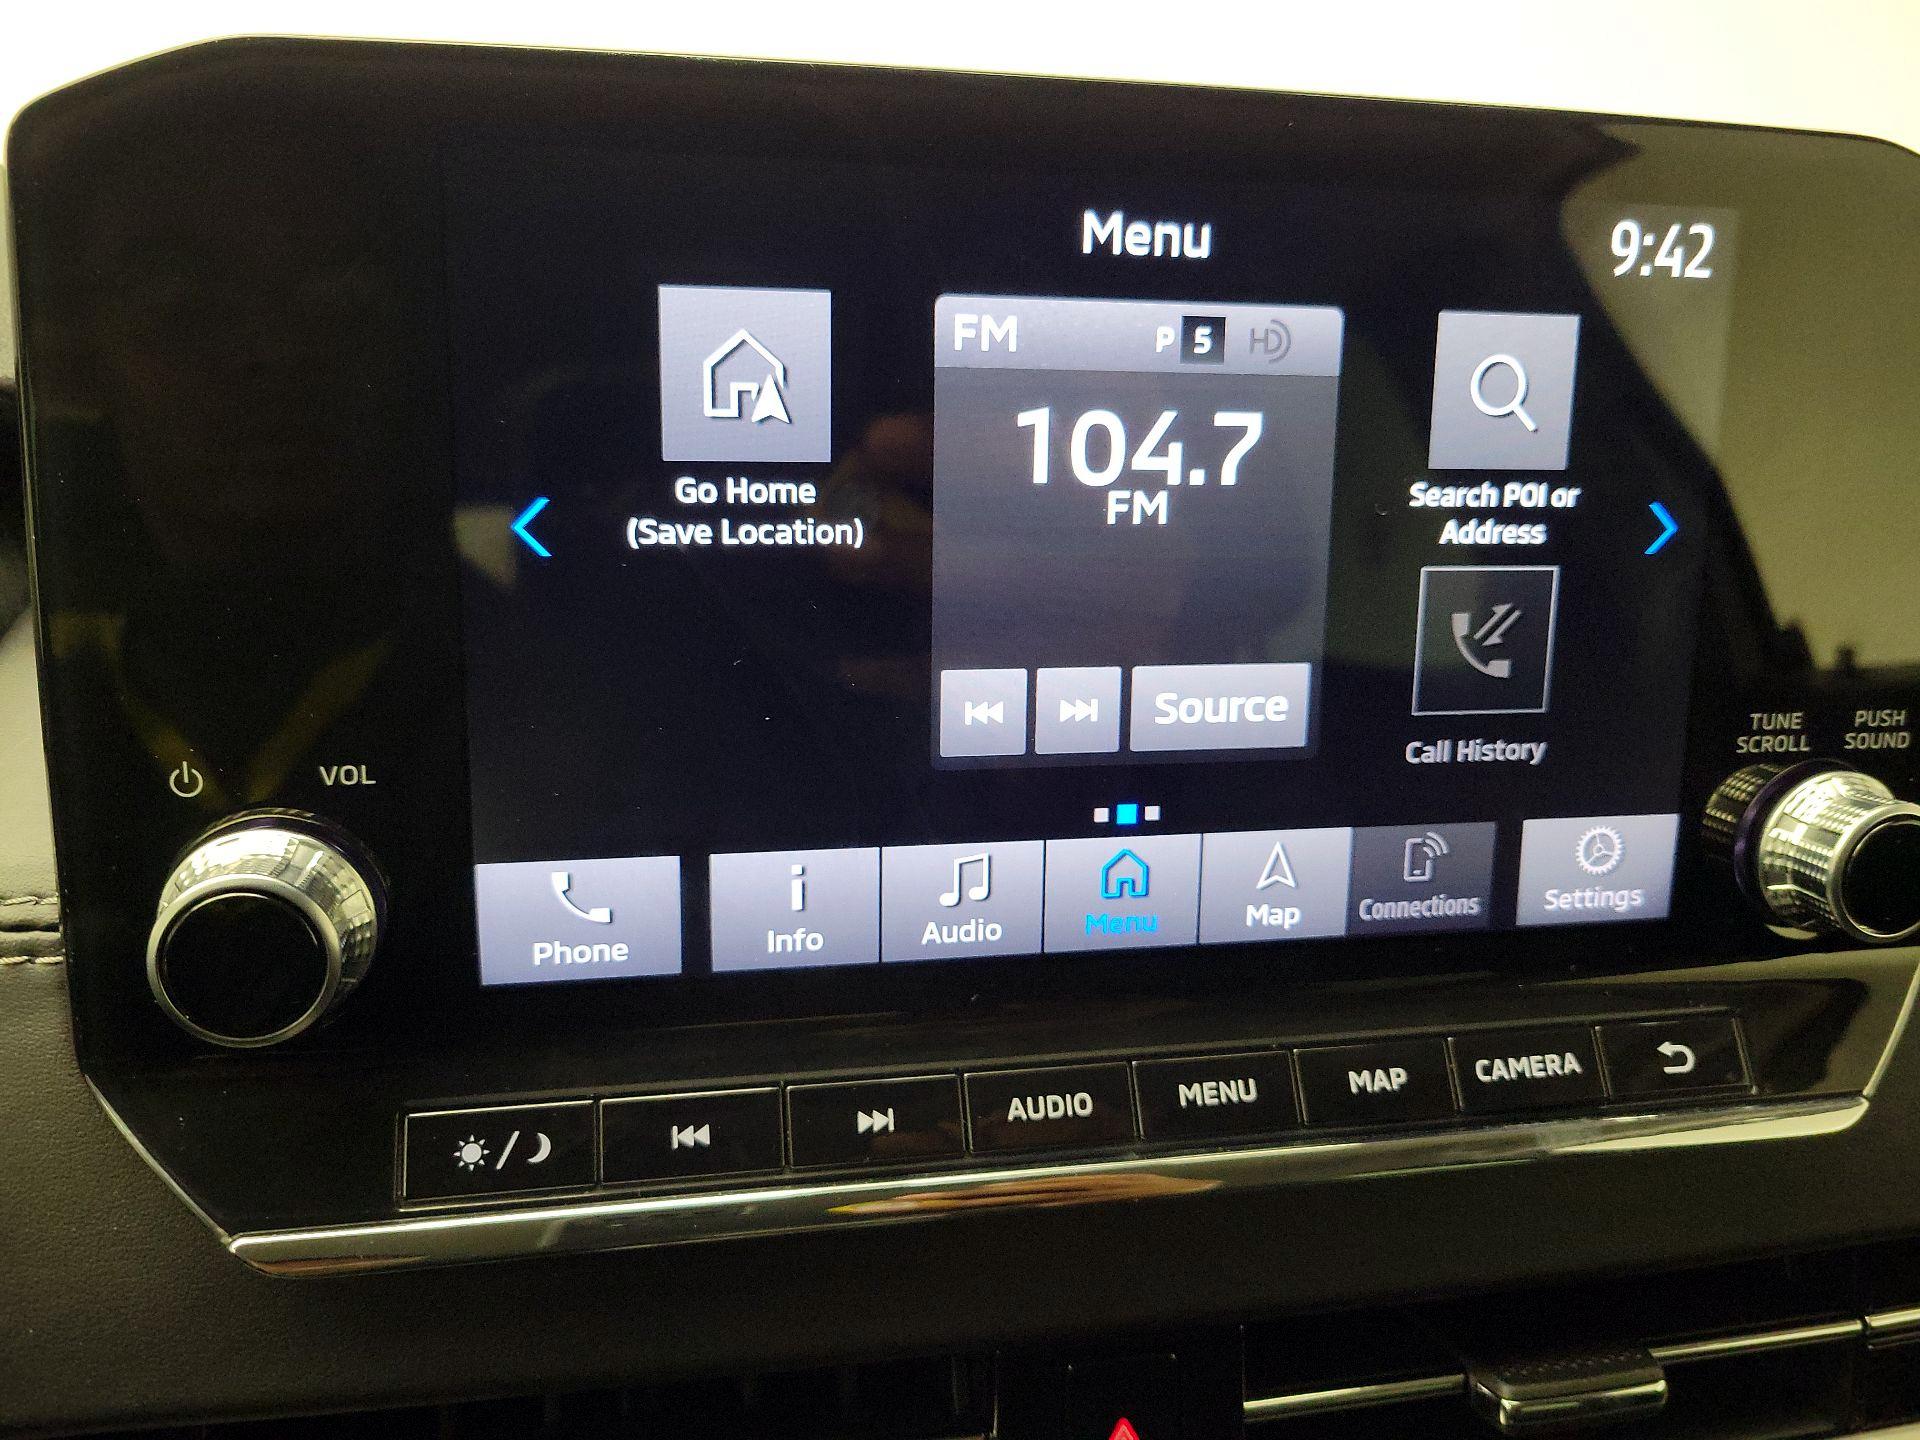 Menu
9:42
FM
P 5 HD
104.7
FM
Go Home
(Save Location)
Search POI or
Address
Source
Call History
VOL
TUNE
SCROLL
PUSH
SOUND
Phone
Info
Audio
Menu
Map
Connections
Settings
AUDIO
MENU
MAP
CAMERA